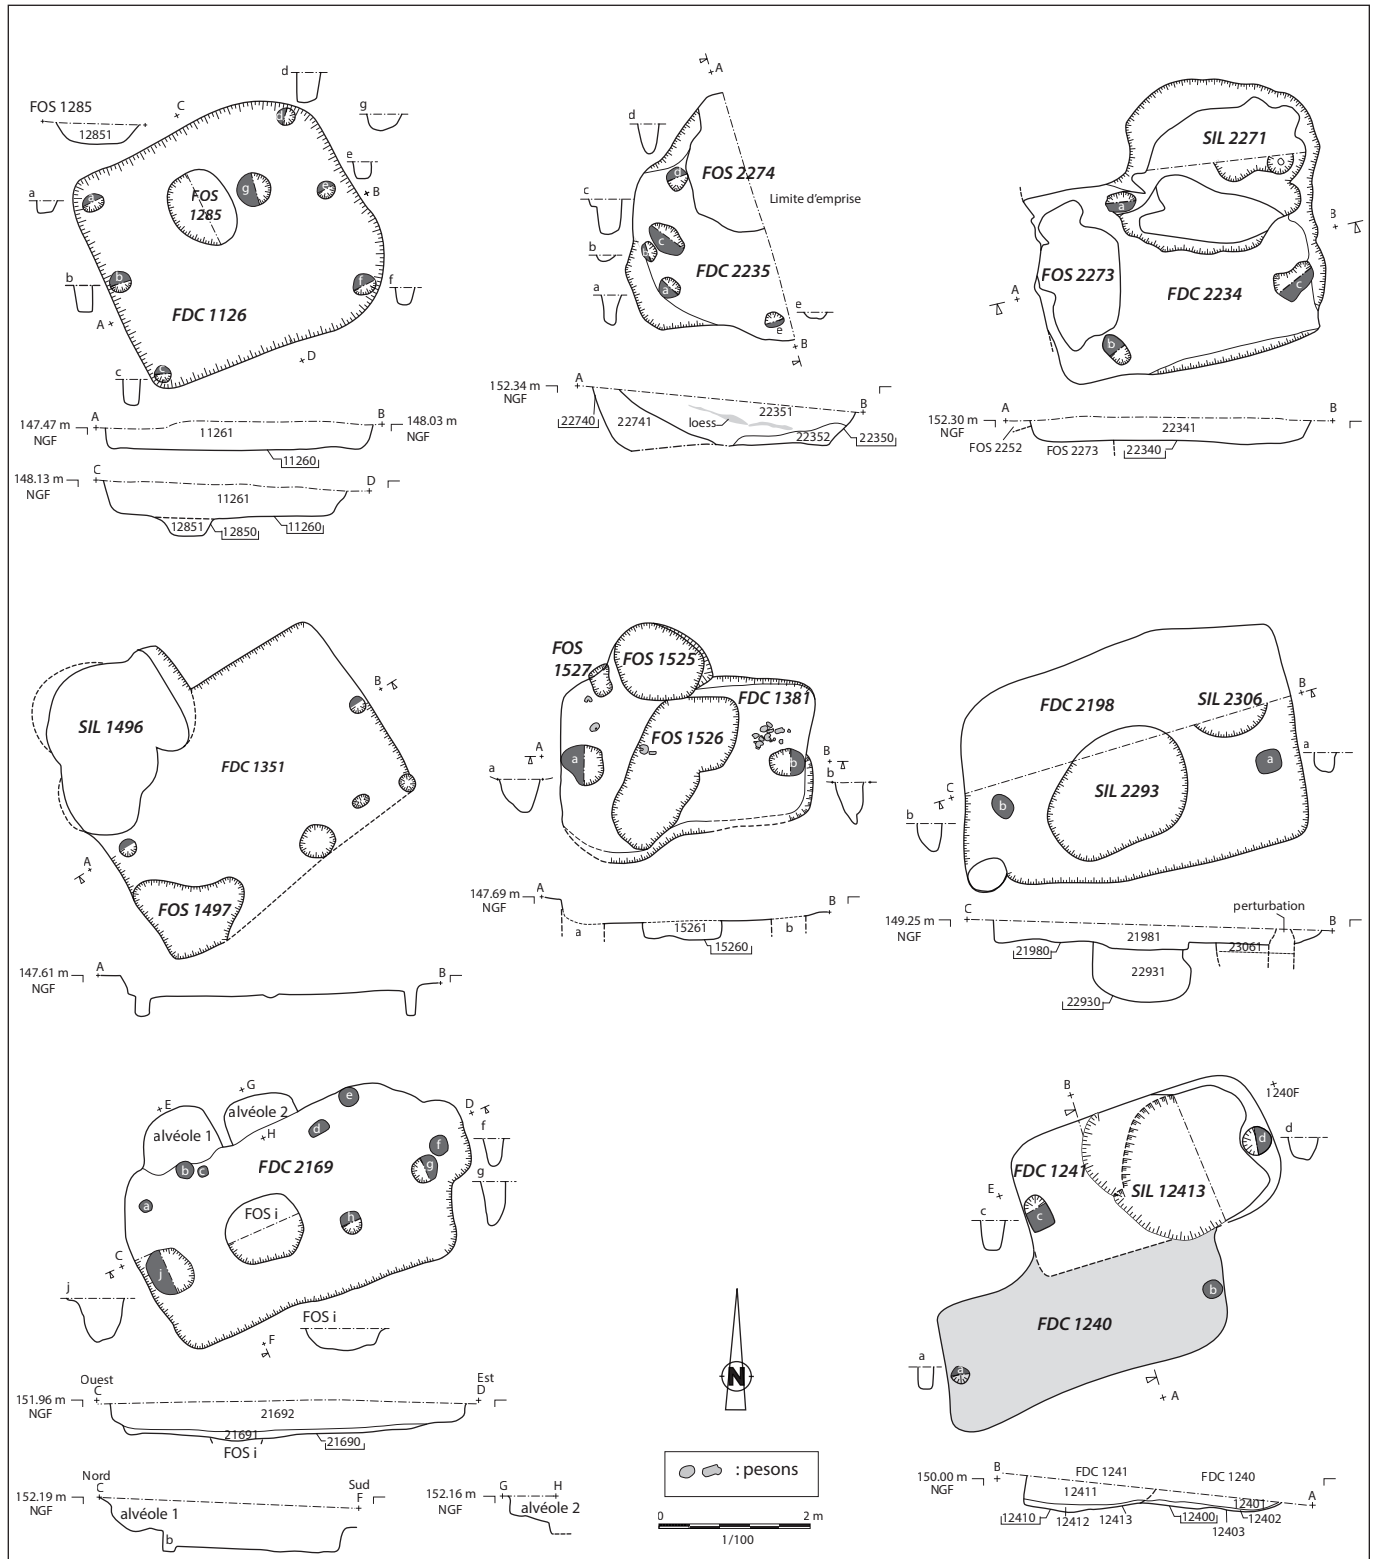 FOS 1285
12851
a
b
c
d
g
e
f
A
B
C
D
a
b
c
d
e
f
g
FOS
1285
FDC 1126
147.47 m
NGF
A
B
148.03 m
NGF
11261
11260
148.13 m
NGF
C
D
11261
12851
12850
11260
A
d
c
b
a
e
d
c
b
a
e
FOS 2274
Limite d'emprise
FDC 2235
B
152.34 m
NGF
A
B
22740
22741
loess
22351
22352
22350
SIL 2271
a
B
FOS 2273
FDC 2234
c
A
b
152.30 m
NGF
A
B
FOS 2252
FOS 2273
22341
22340
SIL 1496
FDC 1351
B
A
FOS 1497
147.61 m
NGF
A
B
FOS
1527
FOS 1525
FDC 1381
FOS 1526
A
a
a
b
B
b
147.69 m
NGF
A
B
a
15261
15260
b
FDC 2198
SIL 2306
B
a
a
C
b
b
SIL 2293
149.25 m
NGF
C
B
perturbation
21980
21981
23061
22931
22930
E
G
alvéole 1
alvéole 2
H
e
d
D
f
f
g
g
b
c
FDC 2169
a
FOS i
h
C
j
j
F
FOS i
Ouest
C
Est
D
151.96 m
NGF
21692
21691
21690
FOS i
Nord
C
Sud
F
152.19 m
NGF
alvéole 1
b
152.16 m
NGF
G
H
alvéole 2
N
: pesons
0
2 m
1/100
B
1240F
d
d
FDC 1241
SIL 12413
E
c
c
b
FDC 1240
a
a
A
150.00 m
NGF
B
FDC 1241
FDC 1240
A
12411
12401
12410
12412
12413
12400
12403
12402